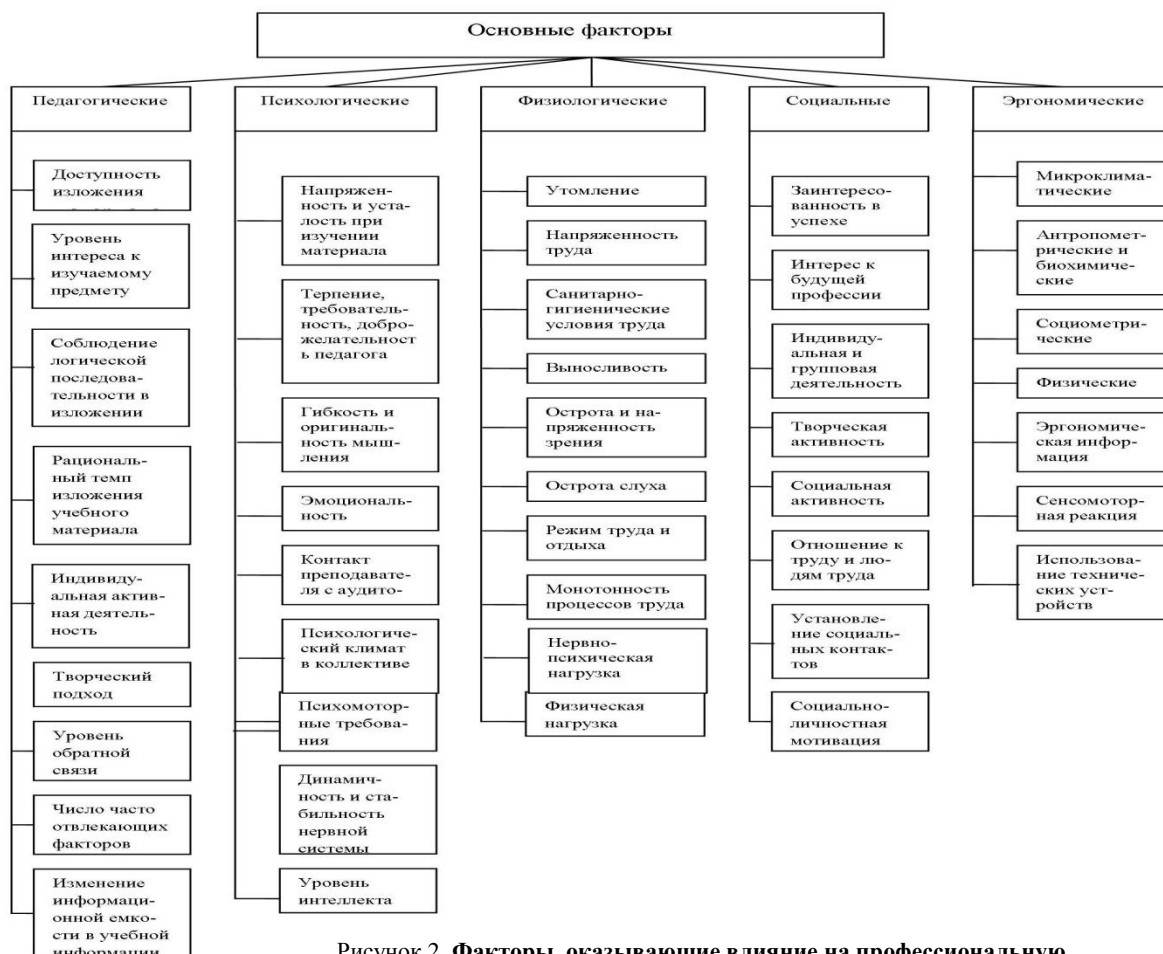 Основные факторы
Педагогические
Психологические
Физиологические
Социальные
Эргономические
Доступность
изложения
Уровень
интереса к
изучаемому
предмету
Соблюдение
логической
последова-
тельности в
изложении
Рациональ-
ный темп
изложения
учебного
материала
Индивиду-
альная актив-
ная деятель-
ность
Творческий
подход
Уровень
обратной
связи
Число часто
отвлекающих
факторов
Изменение
информаци-
онной емко-
сти в учебной
информации
Напряжен-
ность и уста-
лость при
изучении
материала
Терпение,
требователь-
ность, добро-
желательност
ь педагога
Гибкость и
оригиналь-
ность мыш-
ления
Эмоциональ-
ность
Контакт
преподавате-
ля с аудито-
Психологиче-
ский климат
в коллективе
Психомотор-
ные требова-
ния
Динамич-
ность и ста-
бильность
нервной
системы
Уровень
интеллекта
Утомление
Напряженность
труда
Санитарно-
гигиенические
условия труда
Выносливость
Острота и на-
пряженность
зрения
Острота слуха
Режим труда и
отдыха
Монотонность
процессов труда
Нервно-
психическая
нагрузка
Физическая
нагрузка
Заинтересо-
ованность в
успехе
Интерес к
будущей
профессии
Индивиду-
альная и
групповая
деятельность
Творческая
активность
Социальная
активность
Отношение к
труду и лю-
дям труда
Установле-
ние социаль-
ных контак-
тов
Социально-
личностная
мотивация
Микроклима-
тические
Антропомет-
рические и
биохимиче-
ские
Социометри-
ческие
Физические
Эргономиче-
ская инфор-
мация
Сенсомотор-
ная реакция
Использова-
ние техничес-
ких уст-
ройств
Рисунок 2. Факторы, оказывающие влияние на профессиональную